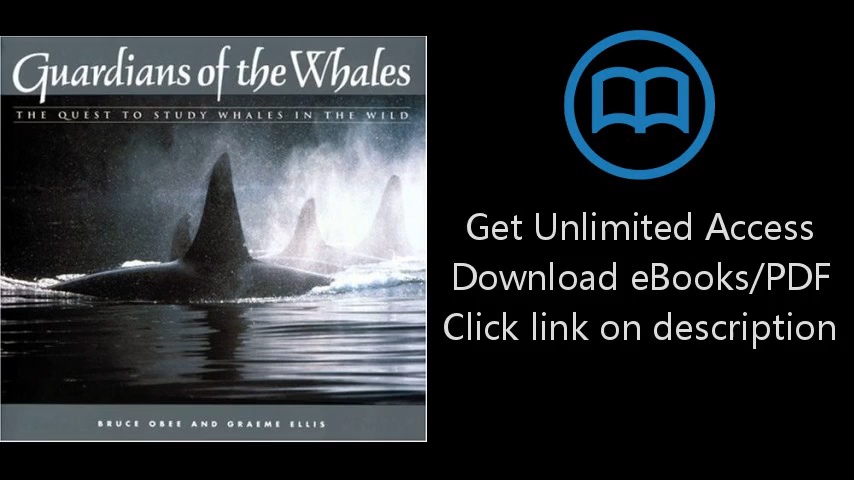 Guardians of the Whales
THE QUEST TO STUDY WHALES IN THE WILD
BRUCE OBEE AND GRAEME ELLIS
Get Unlimited Access
Download eBooks/PDF
Click link on description